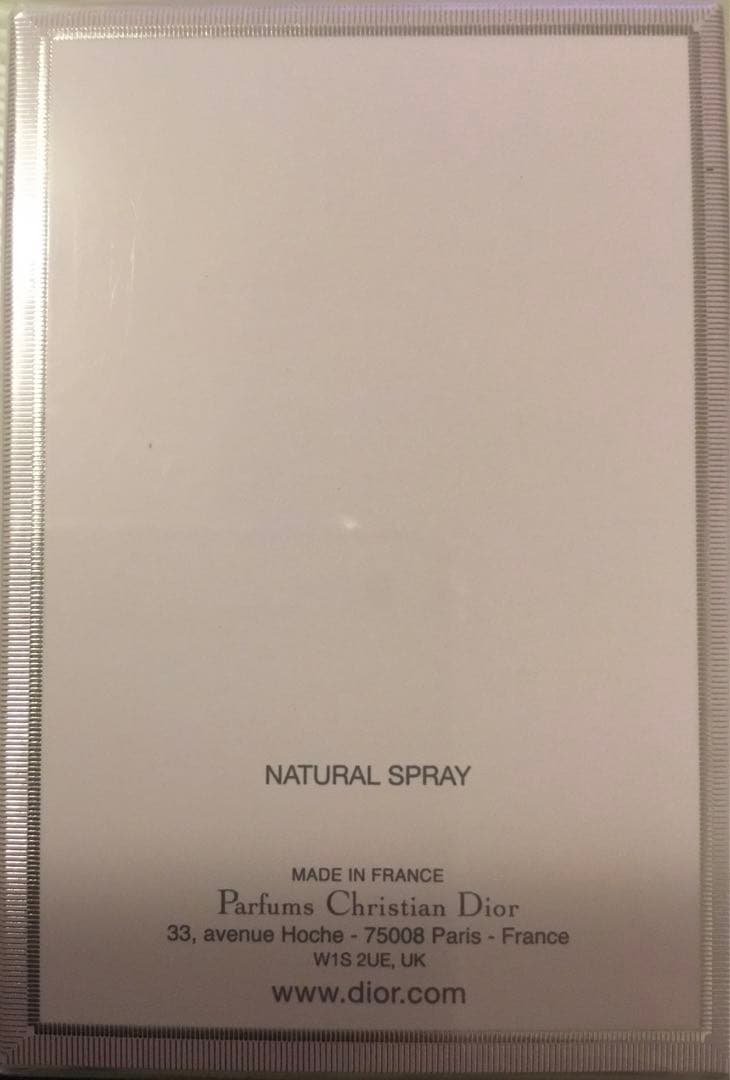 NATURAL SPRAY
MADE IN FRANCE
Parfums Christian Dior
33, avenue Hoche - 75008 Paris - France
W1S 2UE, UK
www.dior.com